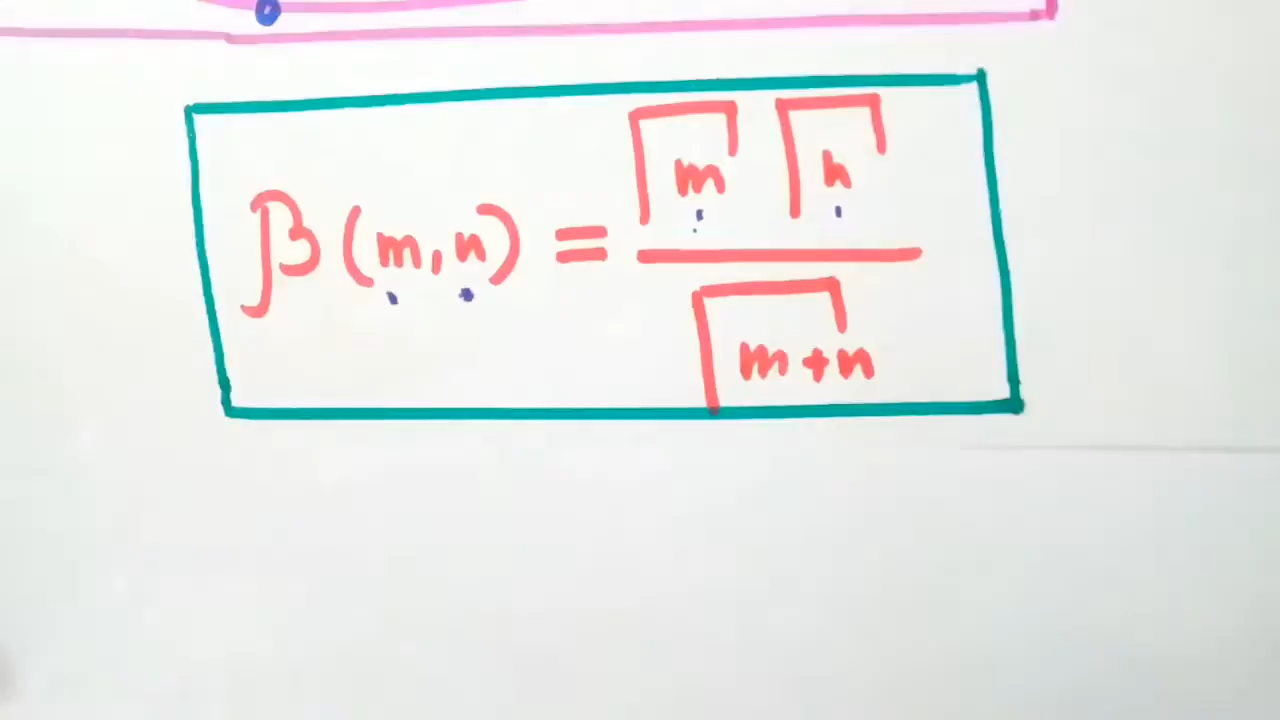 β(m,n) = Γm Γn / Γm+n